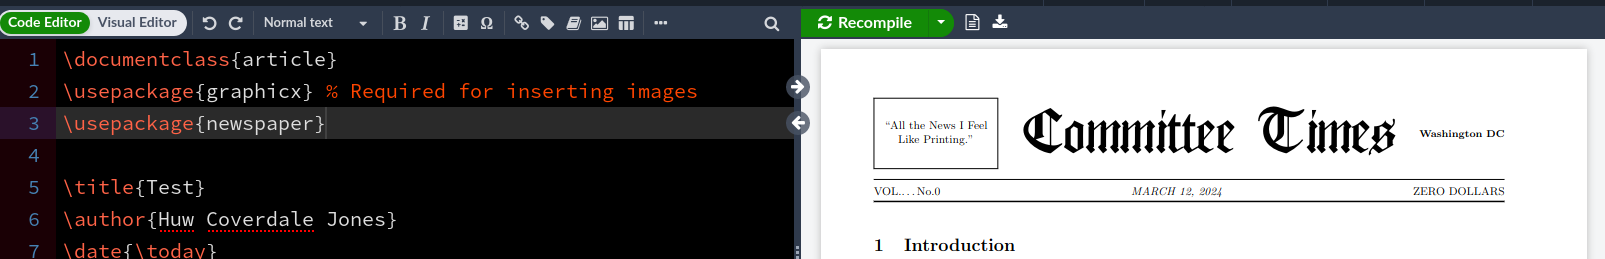 Code Editor Visual Editor Normal text B I Ω ... Recompile
1 \documentclass{article}
2 \usepackage{graphicx} % Required for inserting images
3 \usepackage{newspaper}
4
5 \title{Test}
6 \author{Huw Coverdale Jones}
7 \date{\today}
“All the News I Feel
Like Printing.”
Committee Times
Washington DC
VOL.... No.0 MARCH 12, 2024 ZERO DOLLARS
1 Introduction